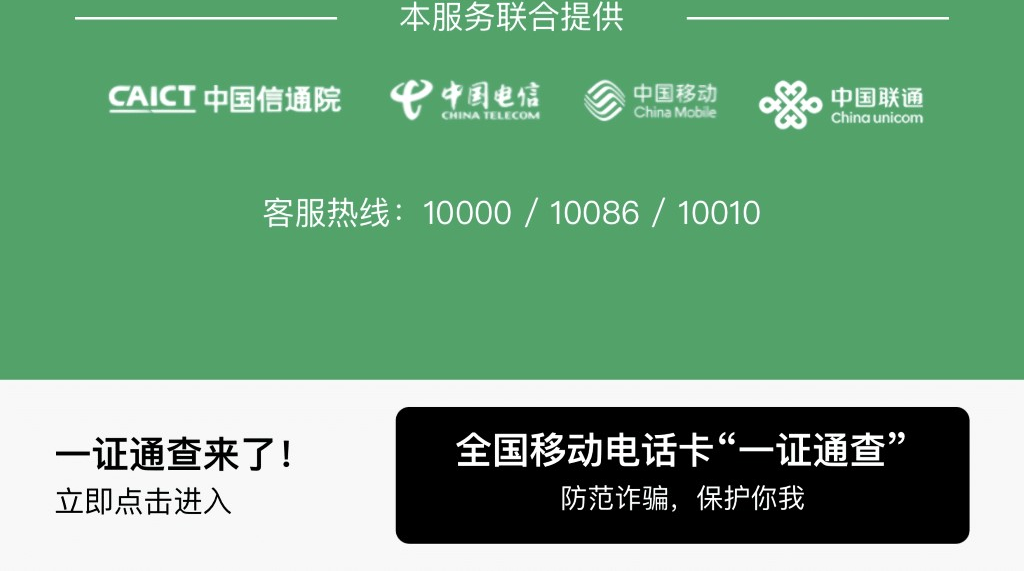 本服务联合提供
CAICT 中国信通院
中国电信
CHINA TELECOM
中国移动
China Mobile
中国联通
China unicom
客服热线：10000 / 10086 / 10010
一证通查来了！
立即点击进入
全国移动电话卡“一证通查”
防范诈骗，保护你我